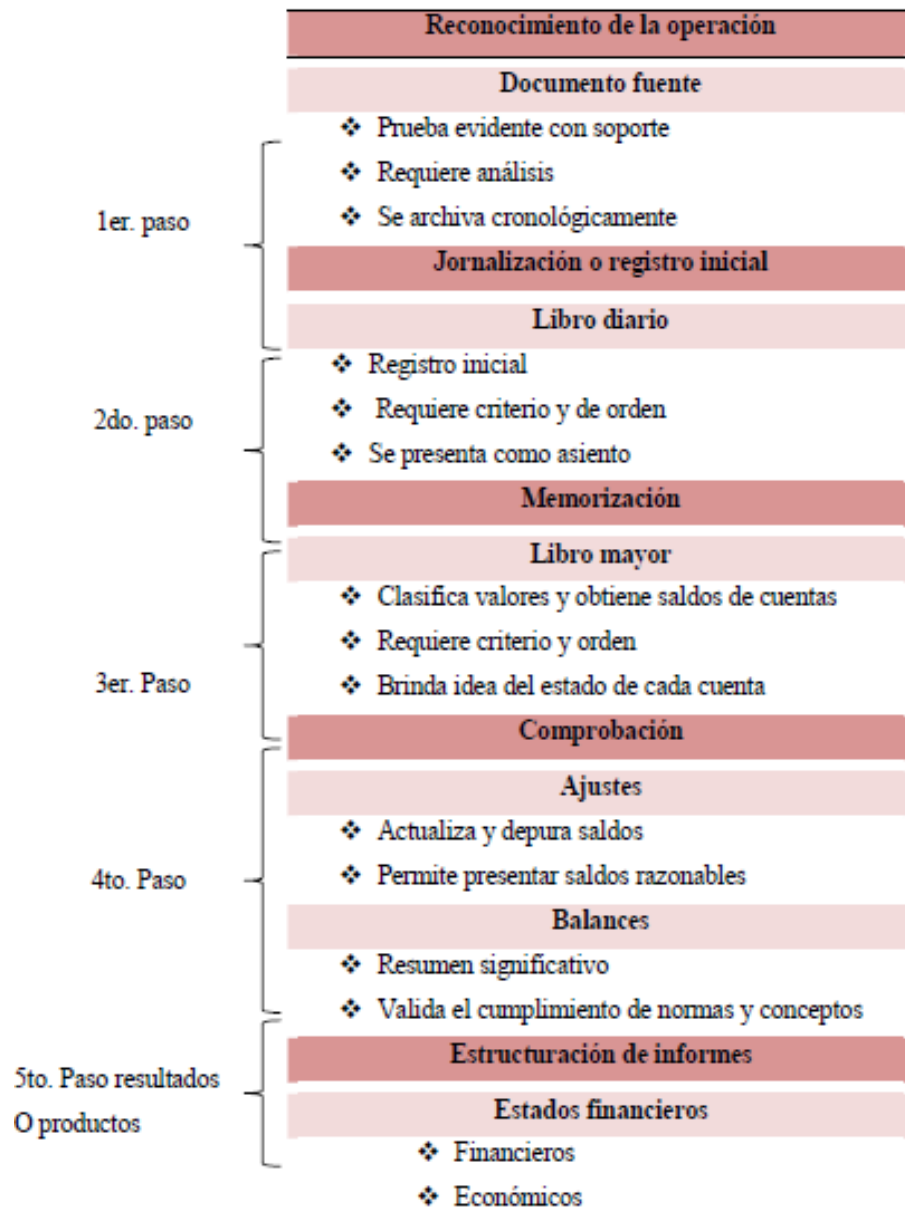 Reconocimiento de la operación
Documento fuente
❖ Prueba evidente con soporte
❖ Requiere análisis
1er. paso
❖ Se archiva cronológicamente
Jornalización o registro inicial
Libro diario
❖ Registro inicial
2do. paso
❖ Requiere criterio y de orden
❖ Se presenta como asiento
Memorización
Libro mayor
❖ Clasifica valores y obtiene saldos de cuentas
❖ Requiere criterio y orden
3er. Paso
❖ Brinda idea del estado de cada cuenta
Comprobación
Ajustes
❖ Actualiza y depura saldos
4to. Paso
❖ Permite presentar saldos razonables
Balances
❖ Resumen significativo
❖ Valida el cumplimiento de normas y conceptos
Estructuración de informes
5to. Paso resultados
O productos
Estados financieros
❖ Financieros
❖ Económicos